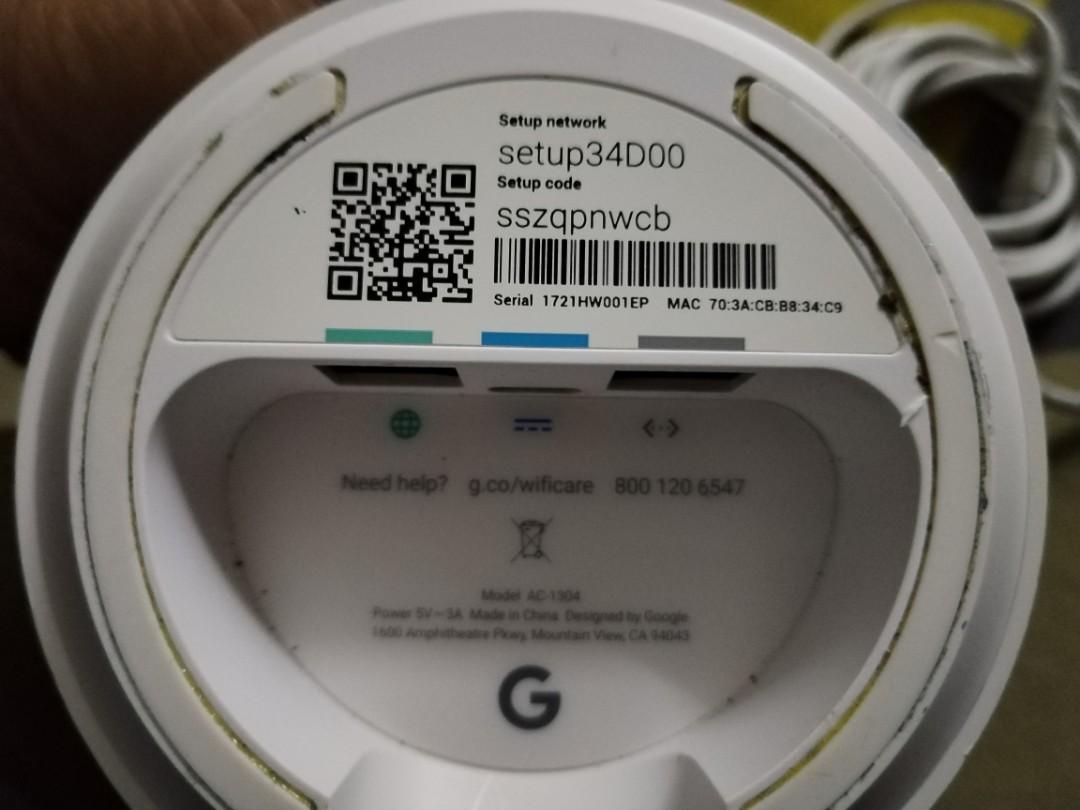 Setup network
setup34D00
Setup code
sszqpnwcb
Serial 1721HW001EP MAC 70:3A:CB:B8:34:C9
Need help? g.co/wificare 800 120 6547
Model AC-1304
Power 5V⎓3A Made in China Designed by Google
1600 Amphitheatre Pkwy, Mountain View, CA 94043
G